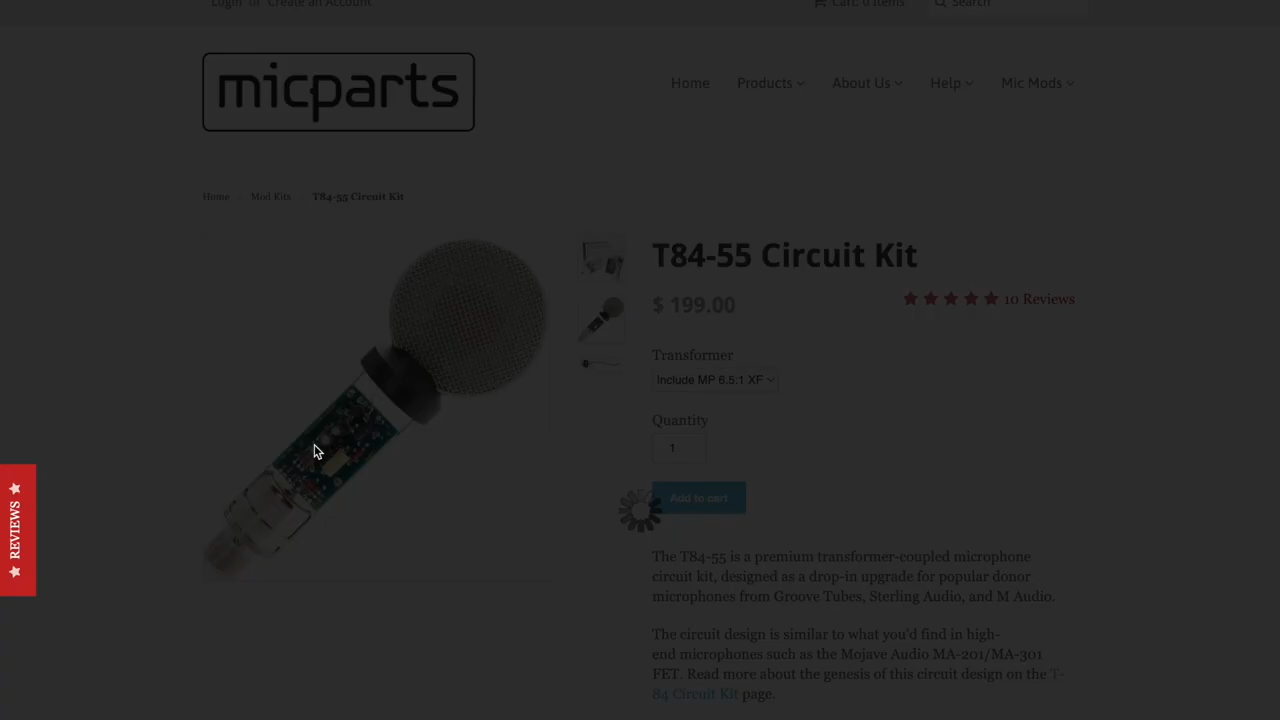 Login or Create an Account
Cart: 0 Items
Search
micparts
Home Products About Us Help Mic Mods
Home Mod Kits T84-55 Circuit Kit
T84-55 Circuit Kit
$ 199.00
10 Reviews
Transformer
Include MP 6.5:1 XF
Quantity
1
Add to cart
REVIEWS
The T84-55 is a premium transformer-coupled microphone
circuit kit, designed as a drop-in upgrade for popular donor
microphones from Groove Tubes, Sterling Audio, and M Audio.
The circuit design is similar to what you'd find in high-
end microphones such as the Mojave Audio MA-201/MA-301
FET. Read more about the genesis of this circuit design on the T-
84 Circuit Kit page.